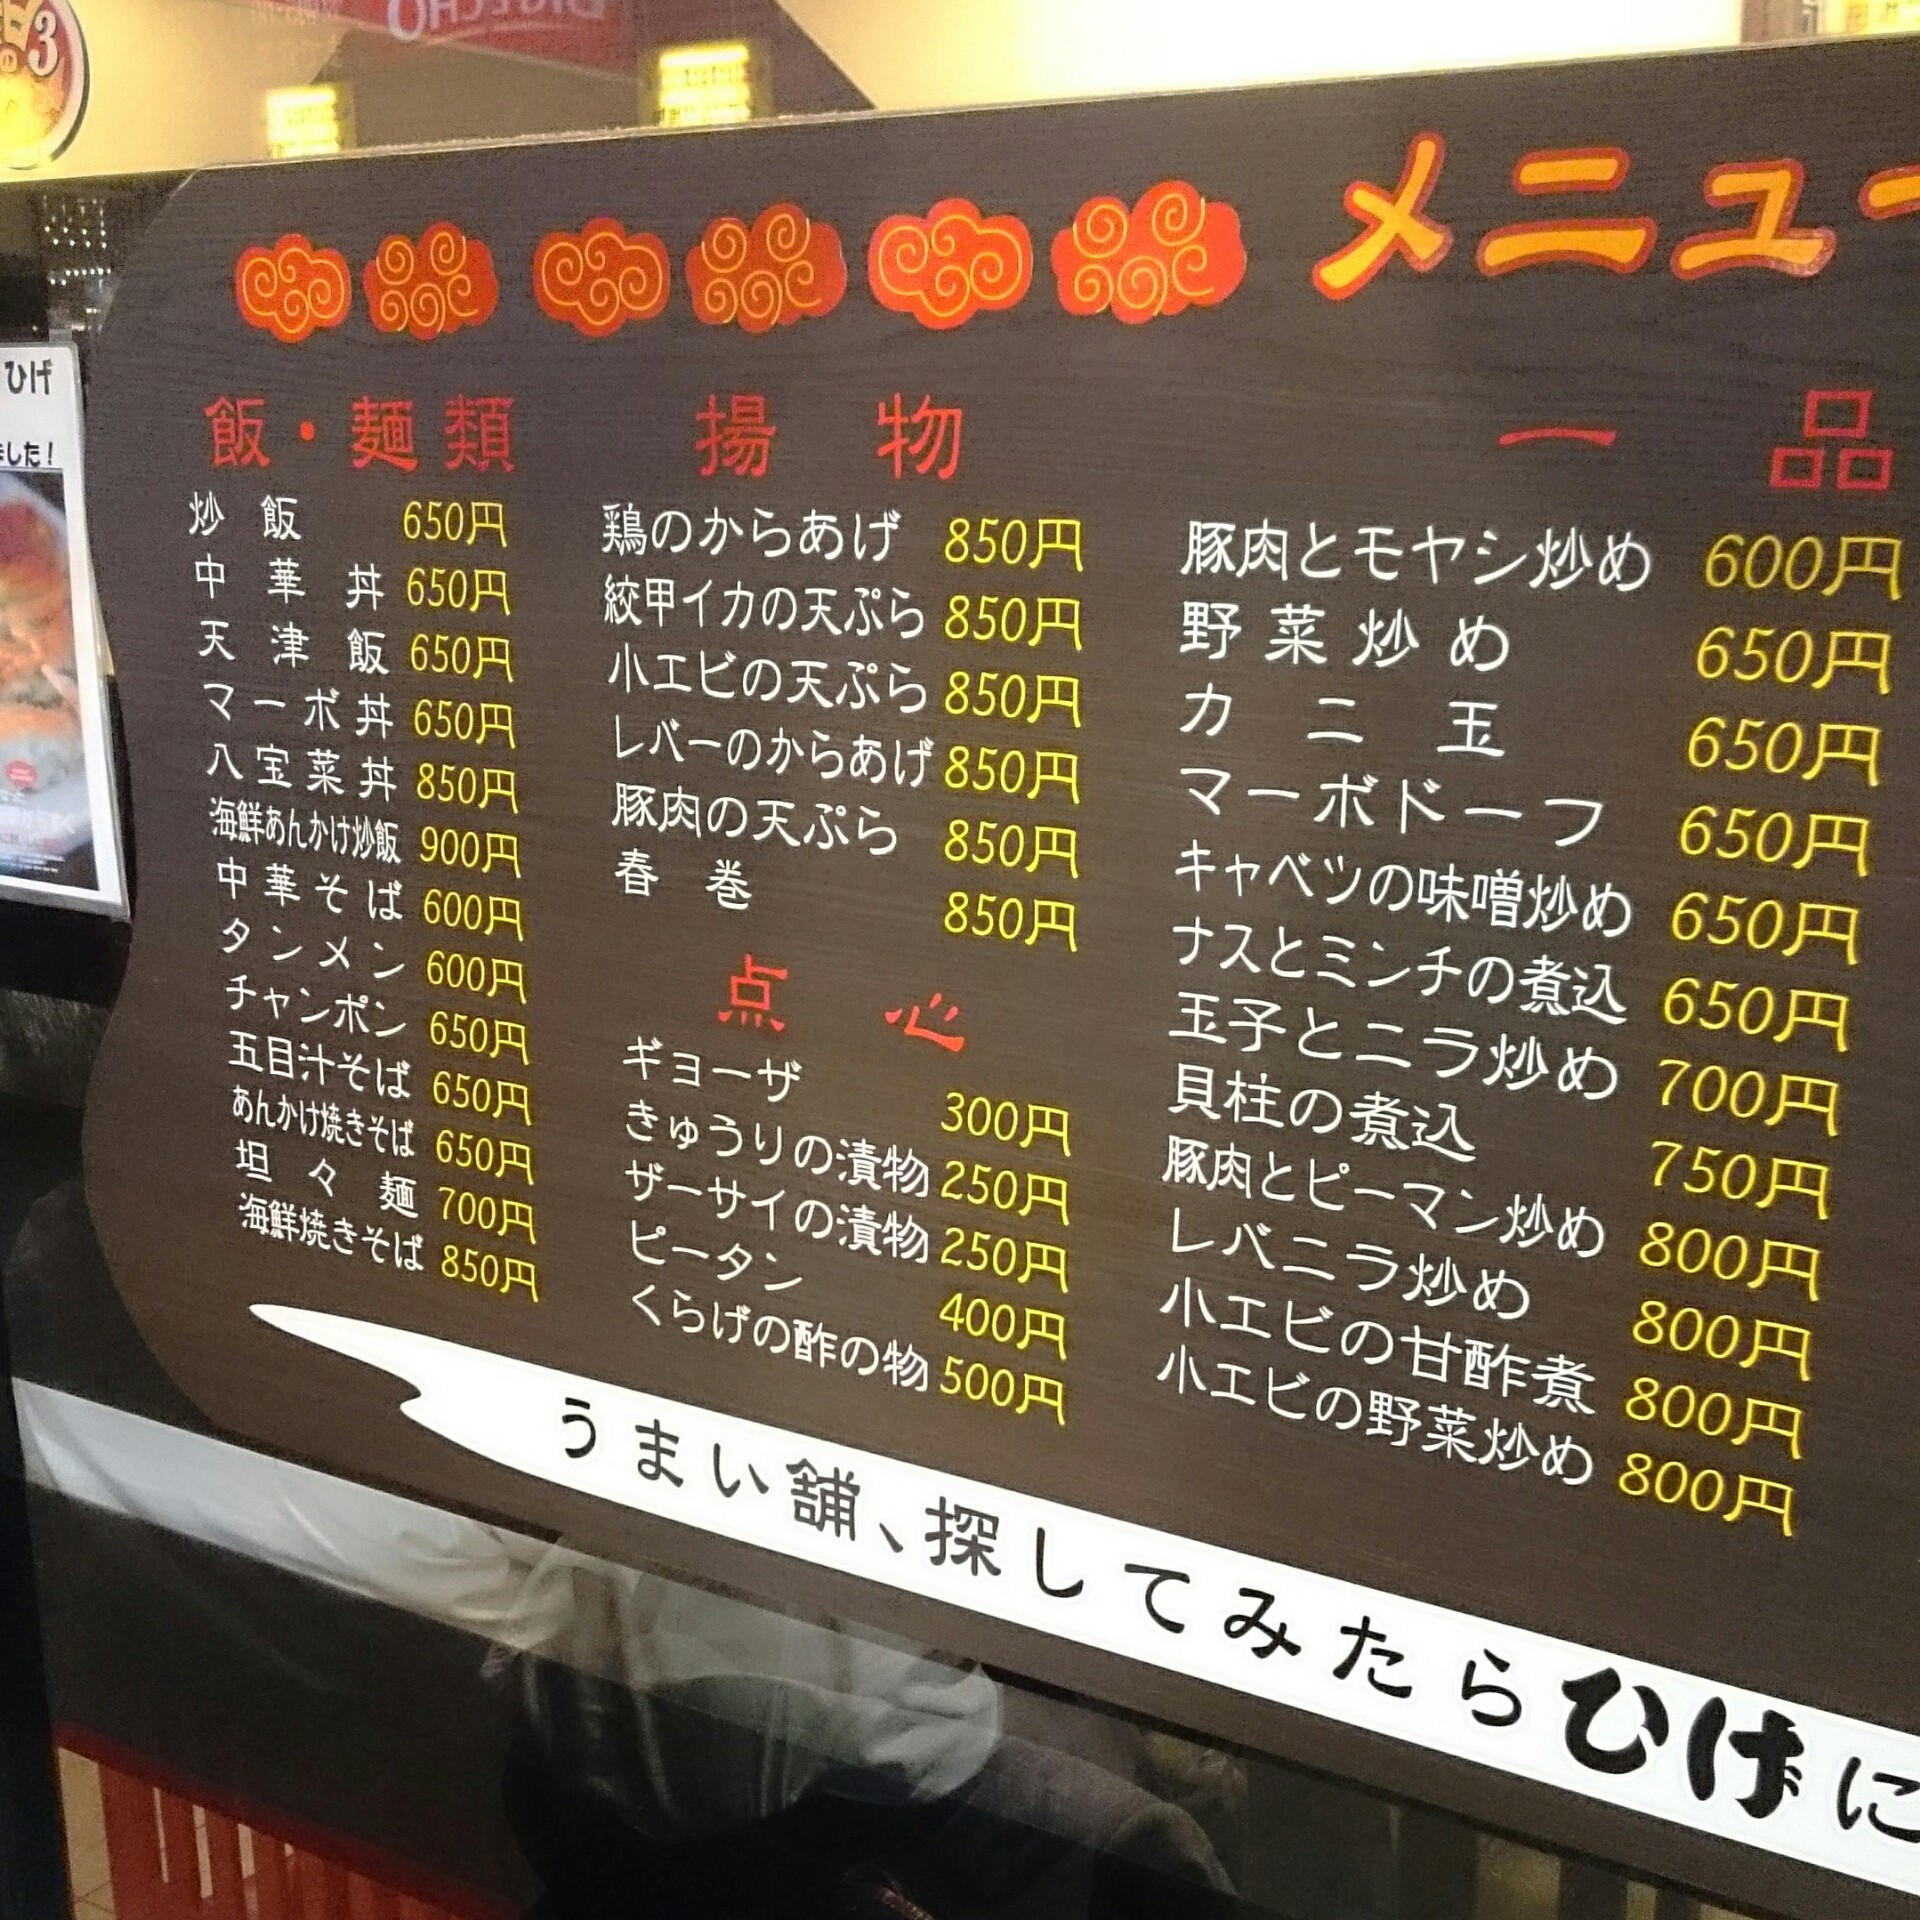 メニュー
飯・麺類
炒飯 650円
中華丼 650円
天津飯 650円
マーボ丼 650円
八宝菜丼 850円
海鮮あんかけ炒飯 900円
中華そば 600円
タンメン 600円
チャンポン 650円
五目汁そば 650円
あんかけ焼きそば 650円
坦々麺 700円
海鮮焼きそば 850円
揚物
鶏のからあげ 850円
絞甲イカの天ぷら 850円
小エビの天ぷら 850円
レバーのからあげ 850円
豚肉の天ぷら 850円
春巻 850円
点心
ギョーザ 300円
きゅうりの漬物 250円
ザーサイの漬物 250円
ピータン 400円
くらげの酢の物 500円
一品
豚肉とモヤシ炒め 600円
野菜炒め 650円
カニ玉 650円
マーボドーフ 650円
キャベツの味噌炒め 650円
ナスとミンチの煮込 650円
玉子とニラ炒め 700円
貝柱の煮込 750円
豚肉とピーマン炒め 800円
レバニラ炒め 800円
小エビの甘酢煮 800円
小エビの野菜炒め 800円
うまい舗、探してみたらひげに
ひげ
ました!